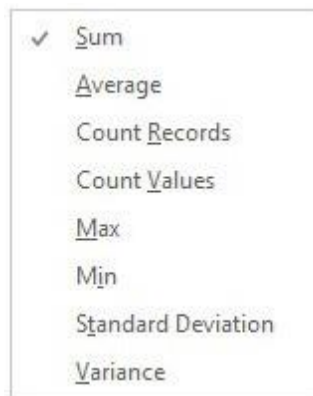 Sum
Average
Count Records
Count Values
Max
Min
Standard Deviation
Variance